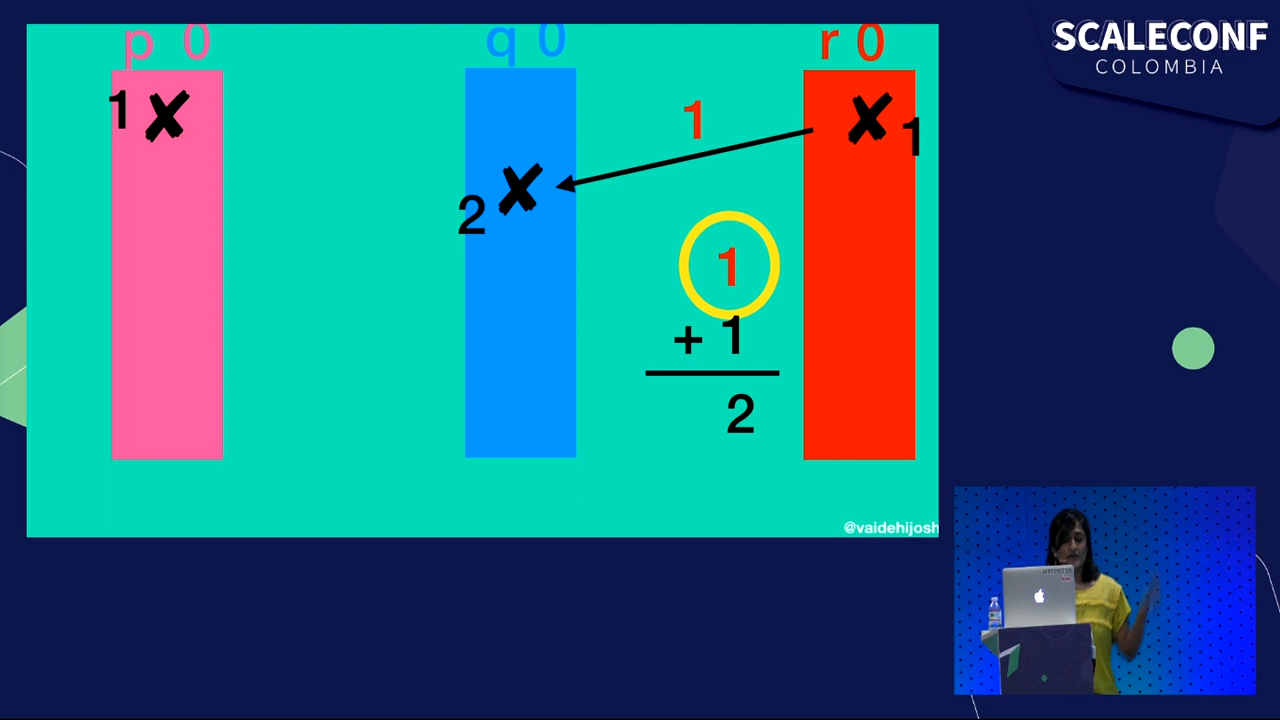 SCALECONF
COLOMBIA
p 0
q 0
r 0
1
1
1
2
1
+ 1
2
@vaidehijosh